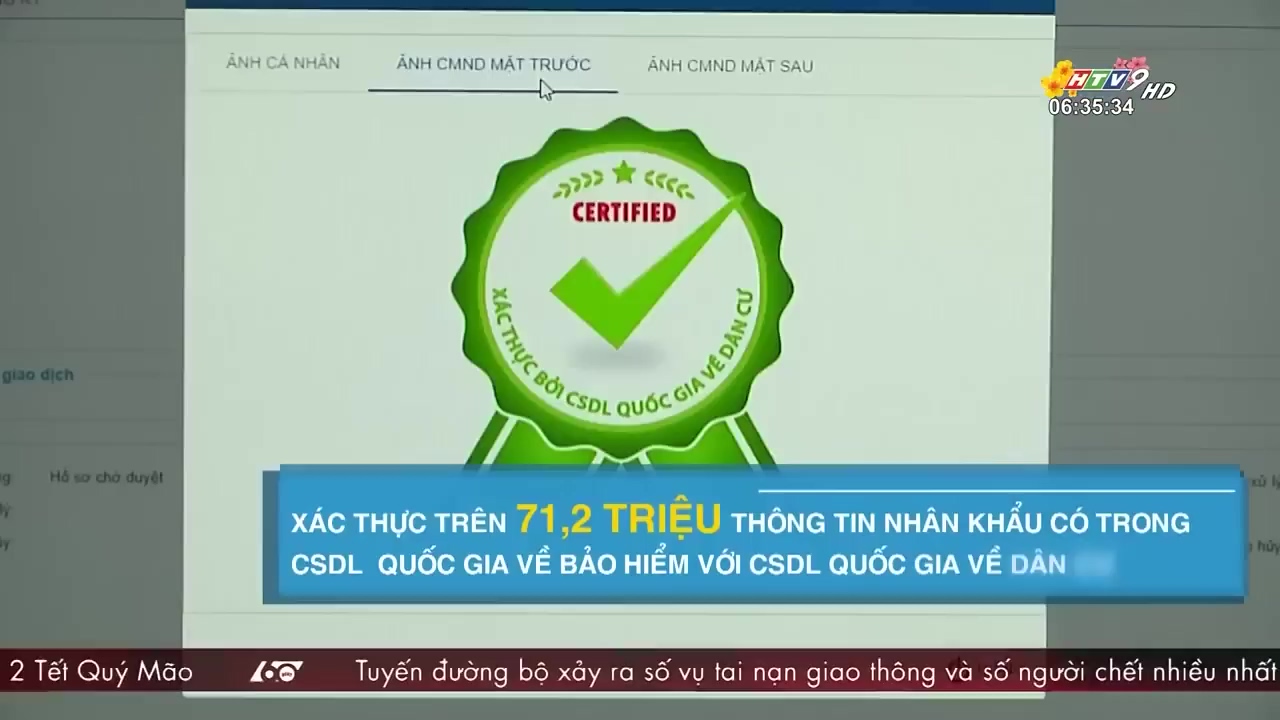 ẢNH CÁ NHÂN
ẢNH CMND MẶT TRƯỚC
ẢNH CMND MẶT SAU
HTV9 HD
06:35:34
CERTIFIED
XÁC THỰC BỞI CSDL QUỐC GIA VỀ DÂN CƯ
giao dịch
Hồ sơ chờ duyệt
xử lý
XÁC THỰC TRÊN 71,2 TRIỆU THÔNG TIN NHÂN KHẨU CÓ TRONG
CSDL QUỐC GIA VỀ BẢO HIỂM VỚI CSDL QUỐC GIA VỀ DÂN
2 Tết Quý Mão
60 giây
Tuyến đường bộ xảy ra số vụ tai nạn giao thông và số người chết nhiều nhất